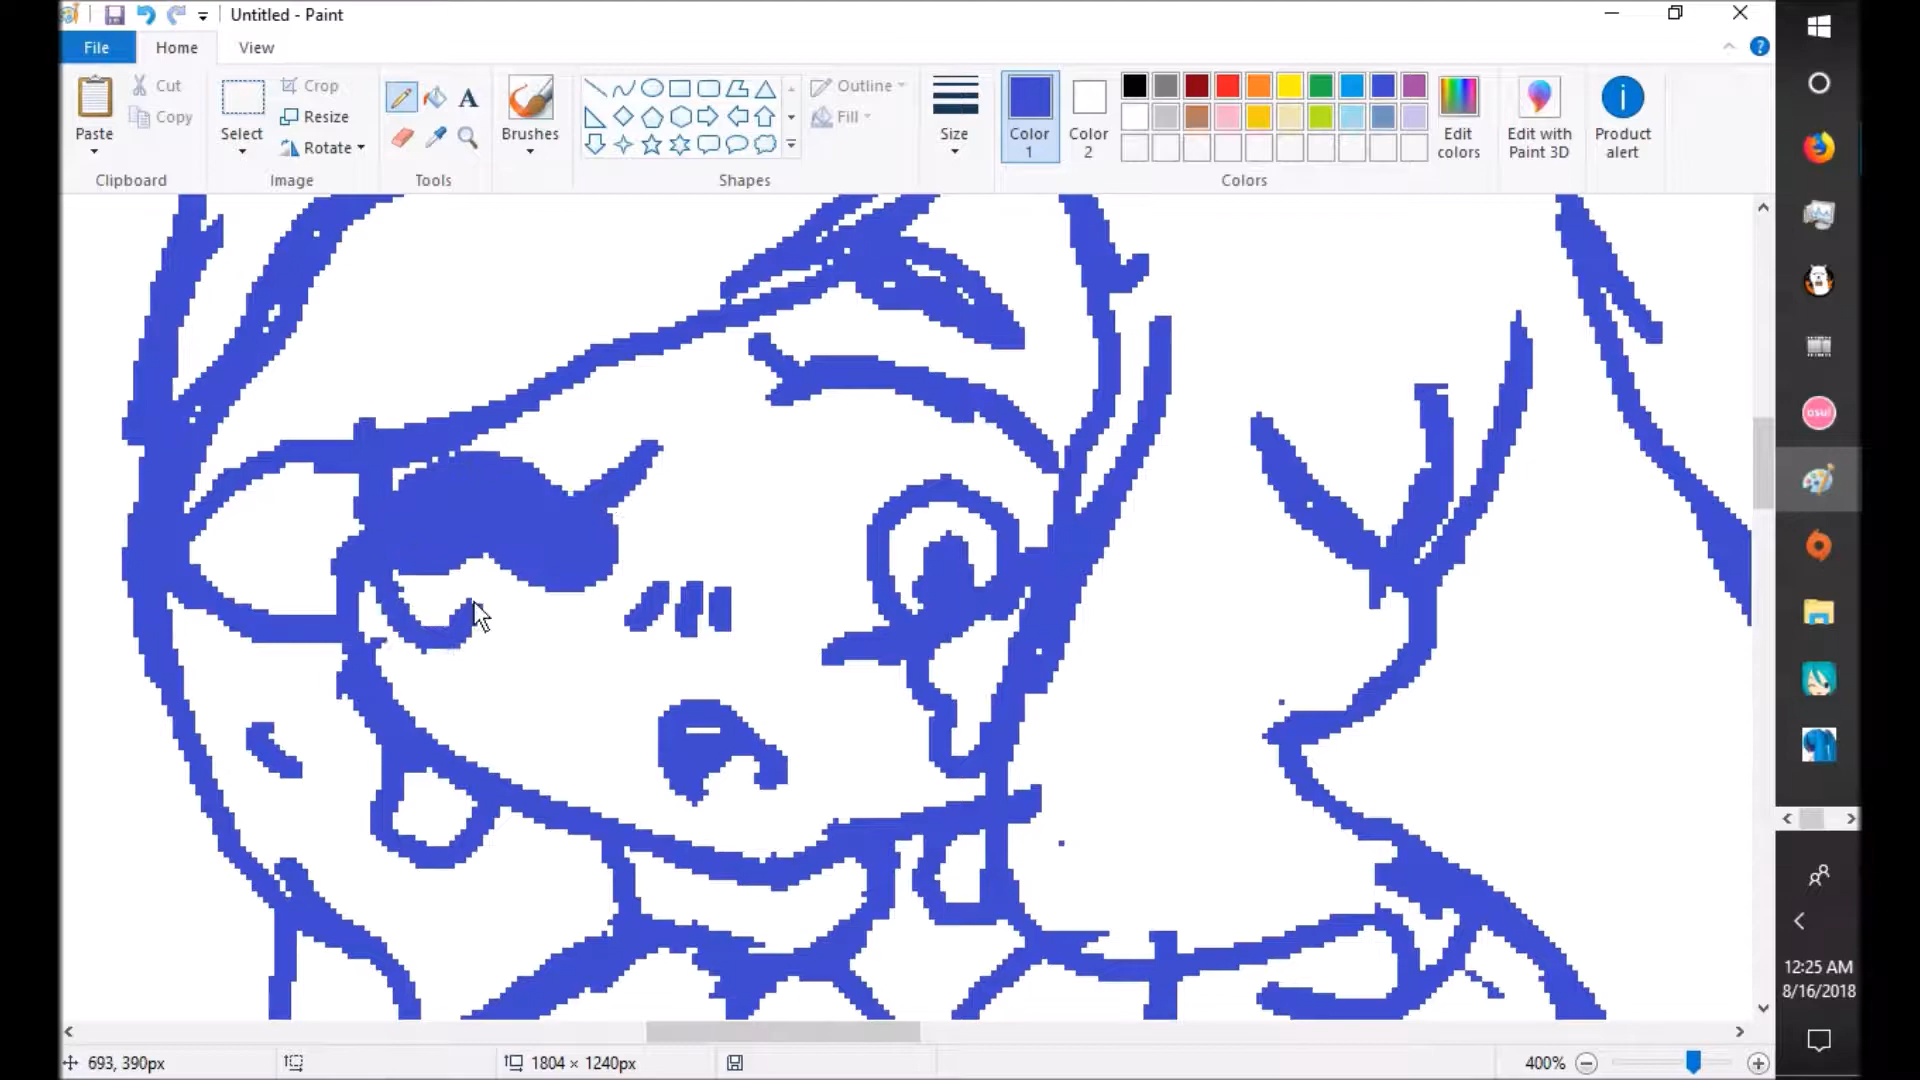 Untitled - Paint
File Home View
Paste
Cut
Copy
Clipboard
Select
Crop
Resize
Rotate
Image
A
Tools
Brushes
Outline
Fill
Shapes
Size
Color 1
Color 2
Edit colors
Colors
Edit with Paint 3D
Product alert
osu!
12:25 AM
8/16/2018
693, 390px
1804 × 1240px
400%